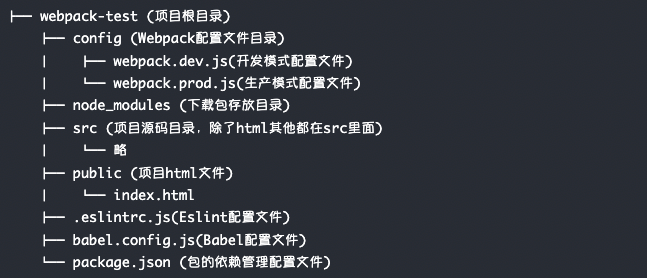 ├── webpack-test (项目根目录)
    ├── config (Webpack配置文件目录)
    │   ├── webpack.dev.js(开发模式配置文件)
    │   └── webpack.prod.js(生产模式配置文件)
    ├── node_modules (下载包存放目录)
    ├── src (项目源码目录，除了html其他都在src里面)
    │   └── 略
    ├── public (项目html文件)
    │   └── index.html
    ├── .eslintrc.js(Eslint配置文件)
    ├── babel.config.js(Babel配置文件)
    └── package.json (包的依赖管理配置文件)